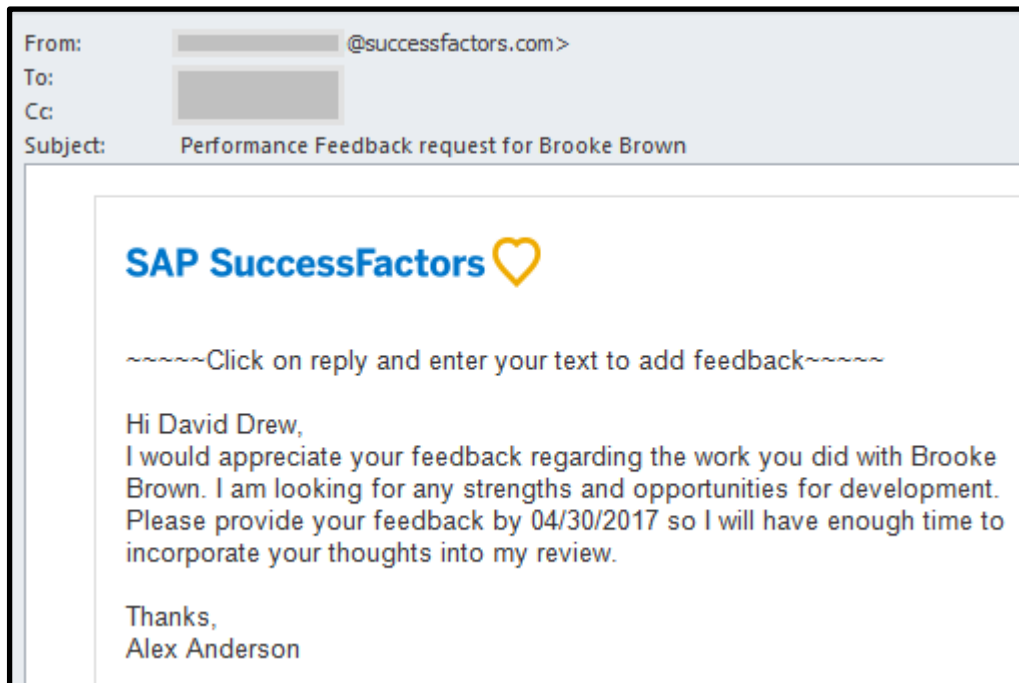 From: @successfactors.com>
To:
Cc:
Subject: Performance Feedback request for Brooke Brown
SAP SuccessFactors
~~~~~Click on reply and enter your text to add feedback~~~~~
Hi David Drew,
I would appreciate your feedback regarding the work you did with Brooke
Brown. I am looking for any strengths and opportunities for development.
Please provide your feedback by 04/30/2017 so I will have enough time to
incorporate your thoughts into my review.
Thanks,
Alex Anderson